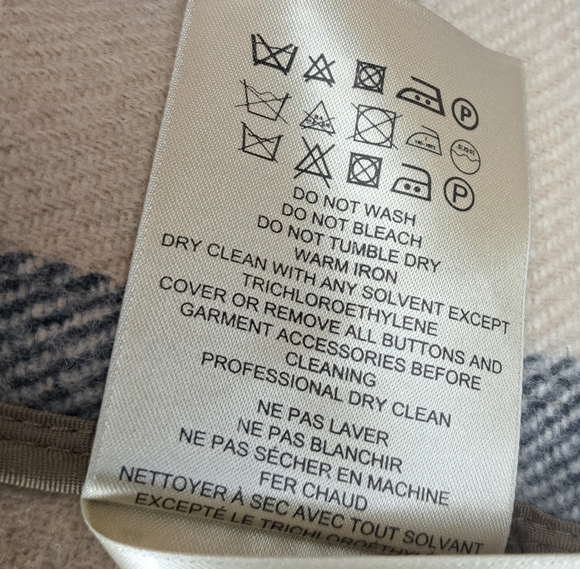 P
P
DO NOT WASH
DO NOT BLEACH
DO NOT TUMBLE DRY
WARM IRON
DRY CLEAN WITH ANY SOLVENT EXCEPT
TRICHLOROETHYLENE
COVER OR REMOVE ALL BUTTONS AND
GARMENT ACCESSORIES BEFORE
CLEANING
PROFESSIONAL DRY CLEAN
NE PAS LAVER
NE PAS BLANCHIR
NE PAS SÉCHER EN MACHINE
FER CHAUD
NETTOYER À SEC AVEC TOUT SOLVANT
EXCEPTÉ LE